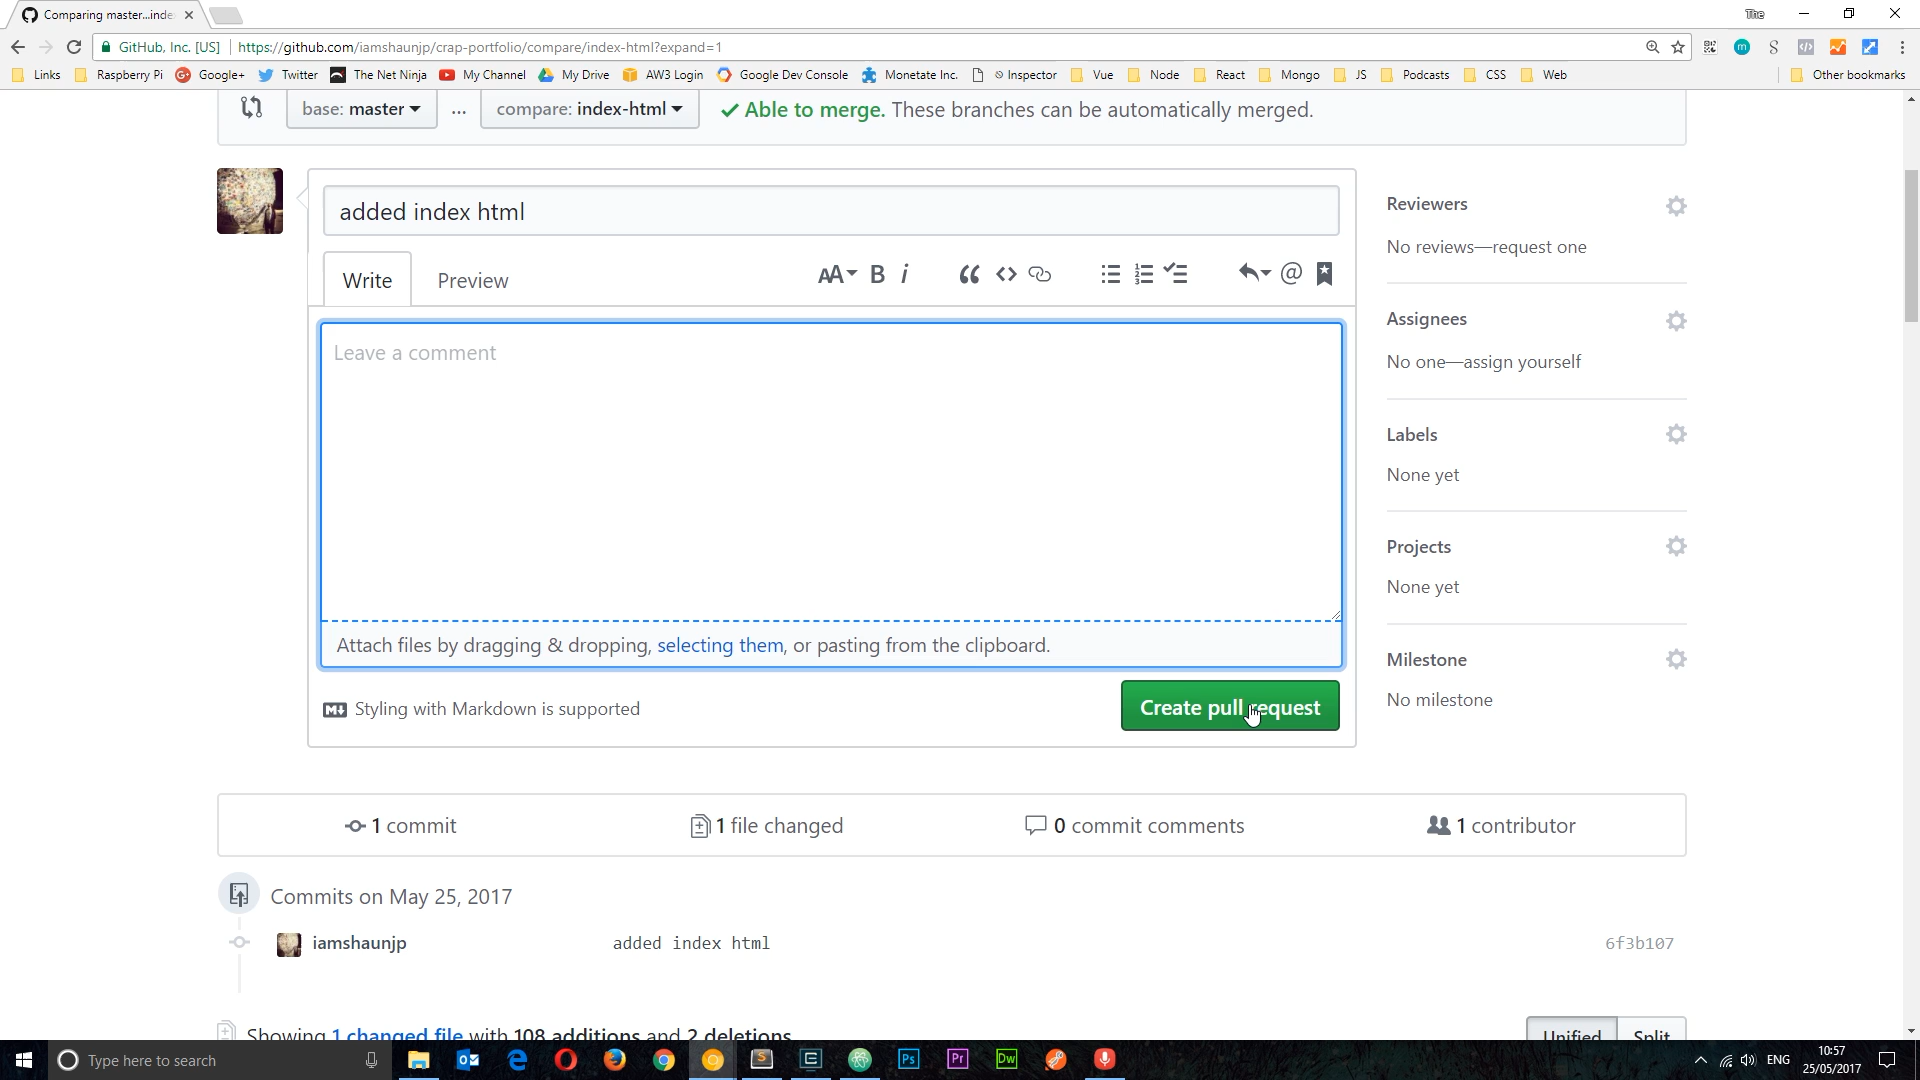 Comparing master...inde
The
GitHub, Inc. [US] https://github.com/iamshaunjp/crap-portfolio/compare/index-html?expand=1
Links Raspberry Pi Google+ Twitter The Net Ninja My Channel My Drive AW3 Login Google Dev Console Monetate Inc. Inspector Vue Node React Mongo JS Podcasts CSS Web Other bookmarks
base: master ... compare: index-html Able to merge. These branches can be automatically merged.
added index html
Write Preview
Leave a comment
Attach files by dragging & dropping, selecting them, or pasting from the clipboard.
Styling with Markdown is supported
Create pull request
Reviewers
No reviews—request one
Assignees
No one—assign yourself
Labels
None yet
Projects
None yet
Milestone
No milestone
1 commit 1 file changed 0 commit comments 1 contributor
Commits on May 25, 2017
iamshaunjp added index html 6f3b107
Showing 1 changed file with 108 additions and 2 deletions. Unified Split
Type here to search
ENG
10:57
25/05/2017